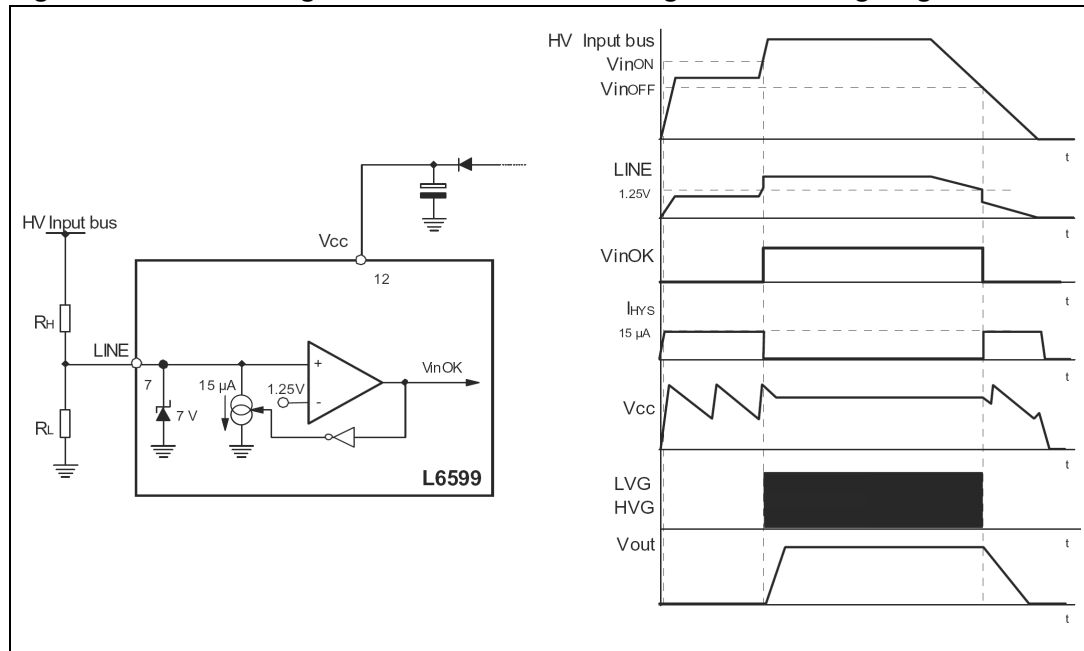 HV Input bus
Vcc
12
RH
LINE
7
15 µA
1.25V
+
-
VinOK
7 V
RL
L6599
HV Input bus
VinON
VinOFF
t
LINE
1.25V
t
VinOK
t
IHYS
15 µA
t
Vcc
t
LVG
HVG
t
Vout
t